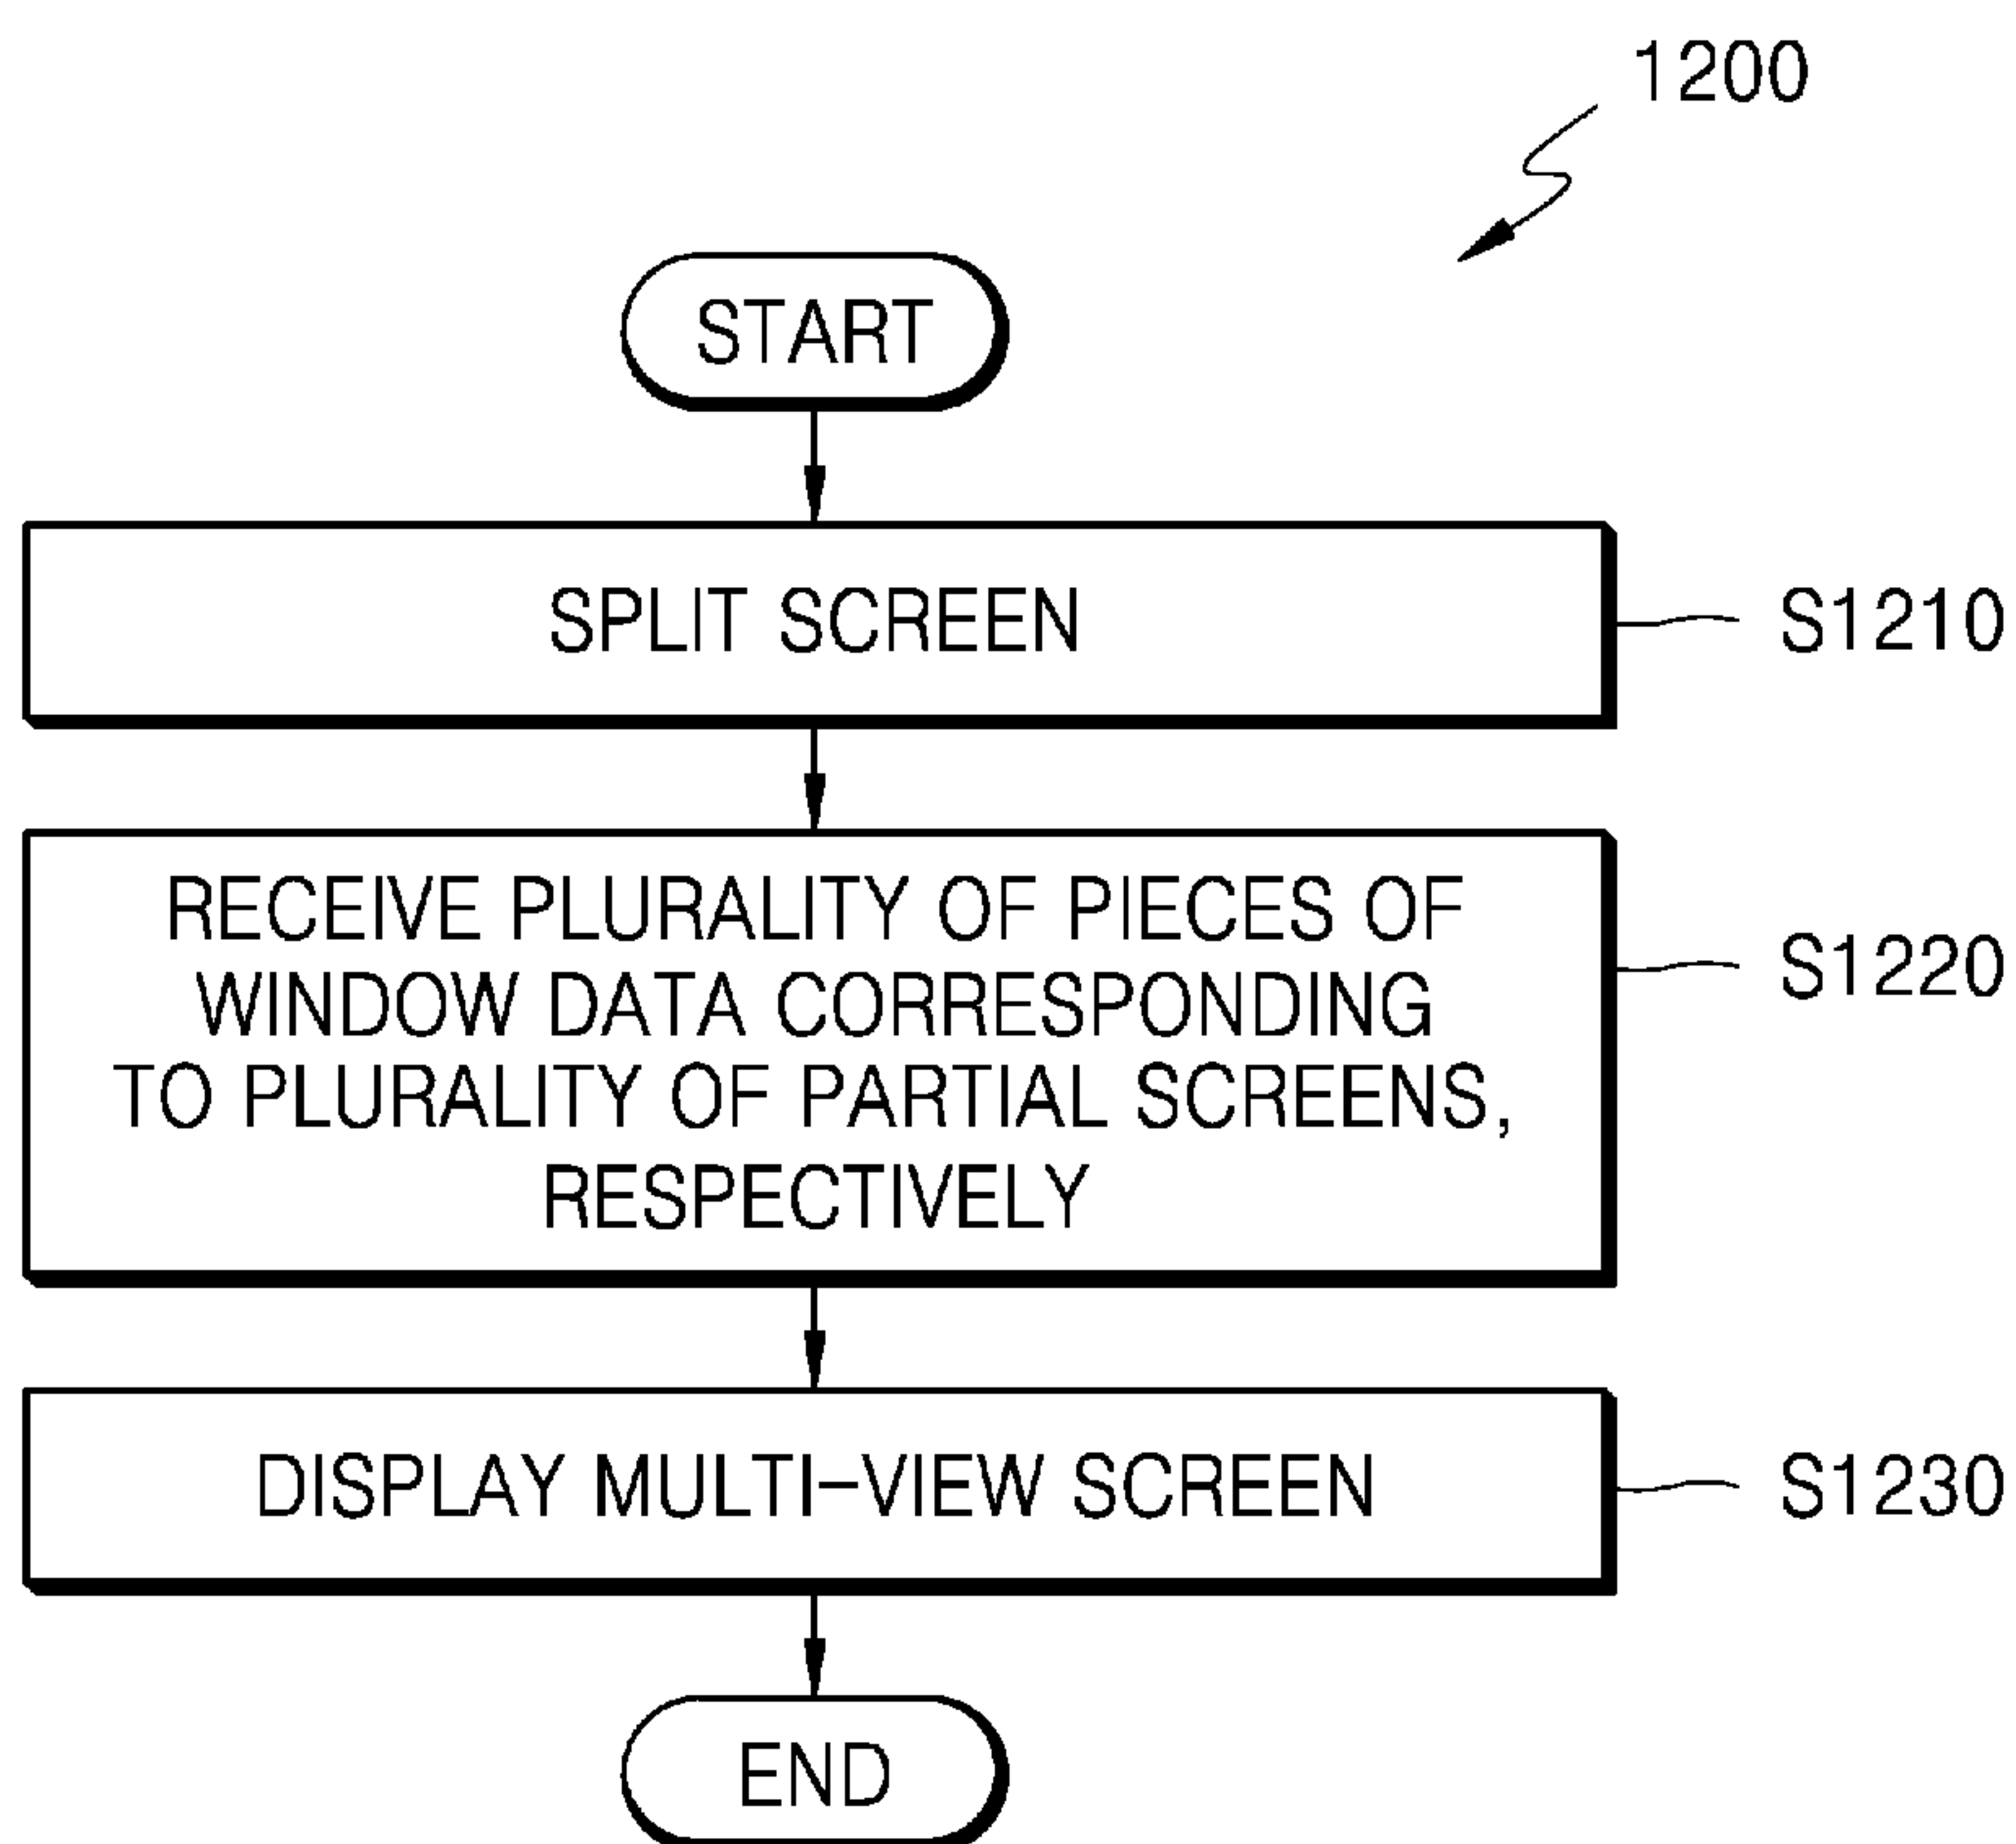 1200
START
SPLIT SCREEN
S1210
RECEIVE PLURALITY OF PIECES OF
WINDOW DATA CORRESPONDING
TO PLURALITY OF PARTIAL SCREENS,
RESPECTIVELY
S1220
DISPLAY MULTI-VIEW SCREEN
S1230
END